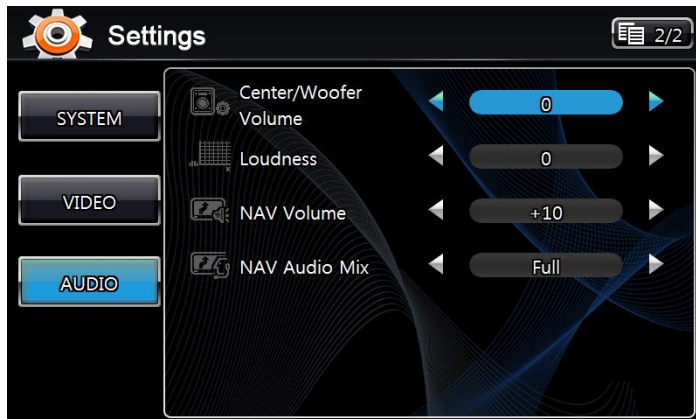 Settings
2/2
SYSTEM
VIDEO
AUDIO
Center/Woofer
Volume
0
Loudness
0
NAV Volume
+10
NAV Audio Mix
Full